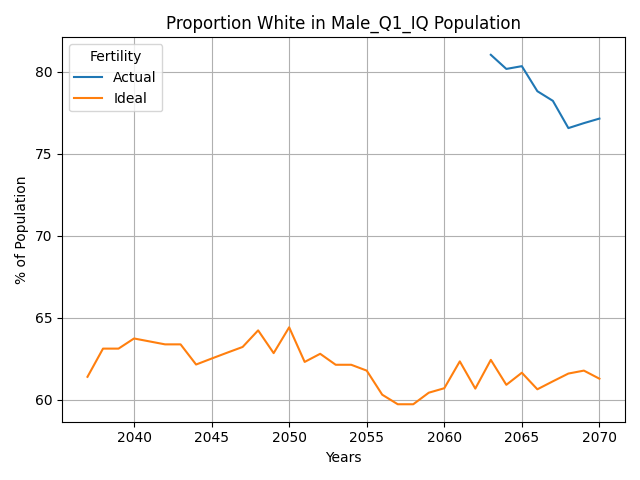 Proportion White in Male_Q1_IQ Population
Fertility
Actual
Ideal
% of Population
80
75
70
65
60
2040 2045 2050 2055 2060 2065 2070
Years